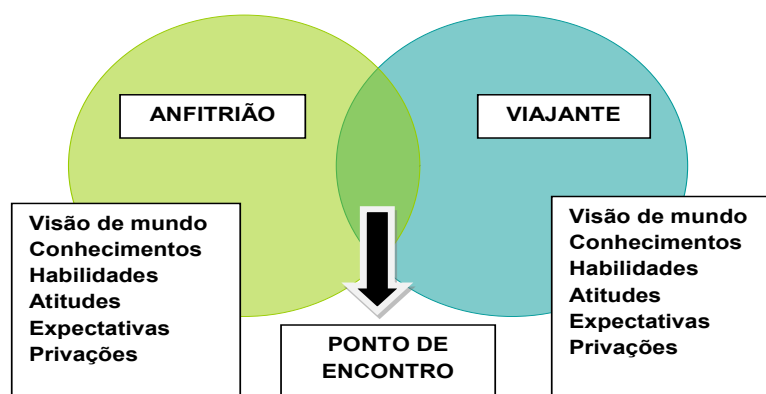 ANFITRIÃO
VIAJANTE
Visão de mundo
Conhecimentos
Habilidades
Atitudes
Expectativas
Privações
Visão de mundo
Conhecimentos
Habilidades
Atitudes
Expectativas
Privações
PONTO DE
ENCONTRO